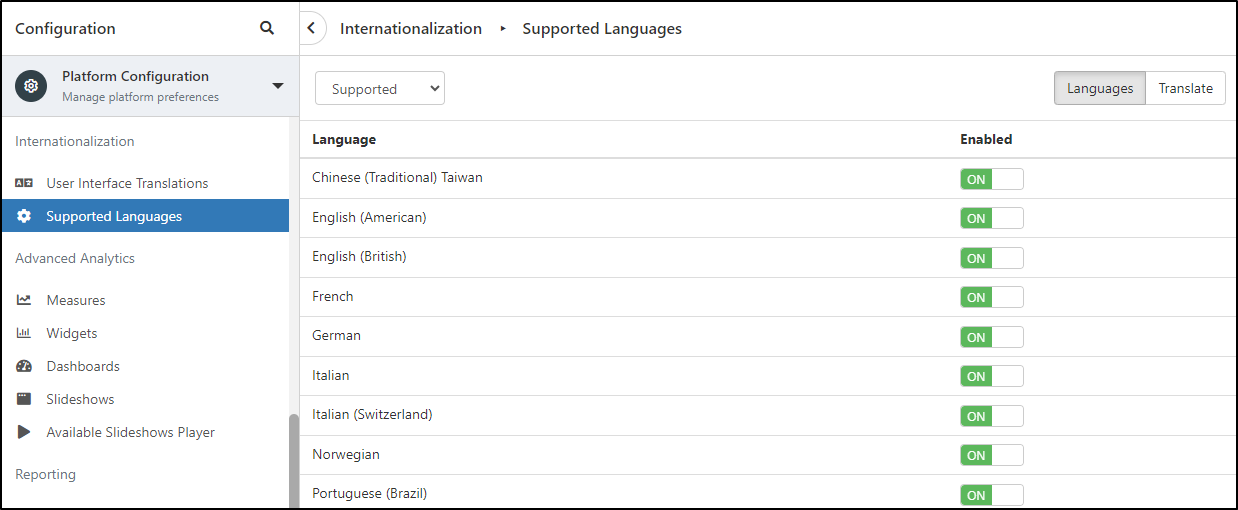 Configuration
Platform Configuration
Manage platform preferences
Internationalization
User Interface Translations
Supported Languages
Advanced Analytics
Measures
Widgets
Dashboards
Slideshows
Available Slideshows Player
Reporting
Internationalization ▸ Supported Languages
Supported
Languages Translate
Language Enabled
Chinese (Traditional) Taiwan ON
English (American) ON
English (British) ON
French ON
German ON
Italian ON
Italian (Switzerland) ON
Norwegian ON
Portuguese (Brazil) ON